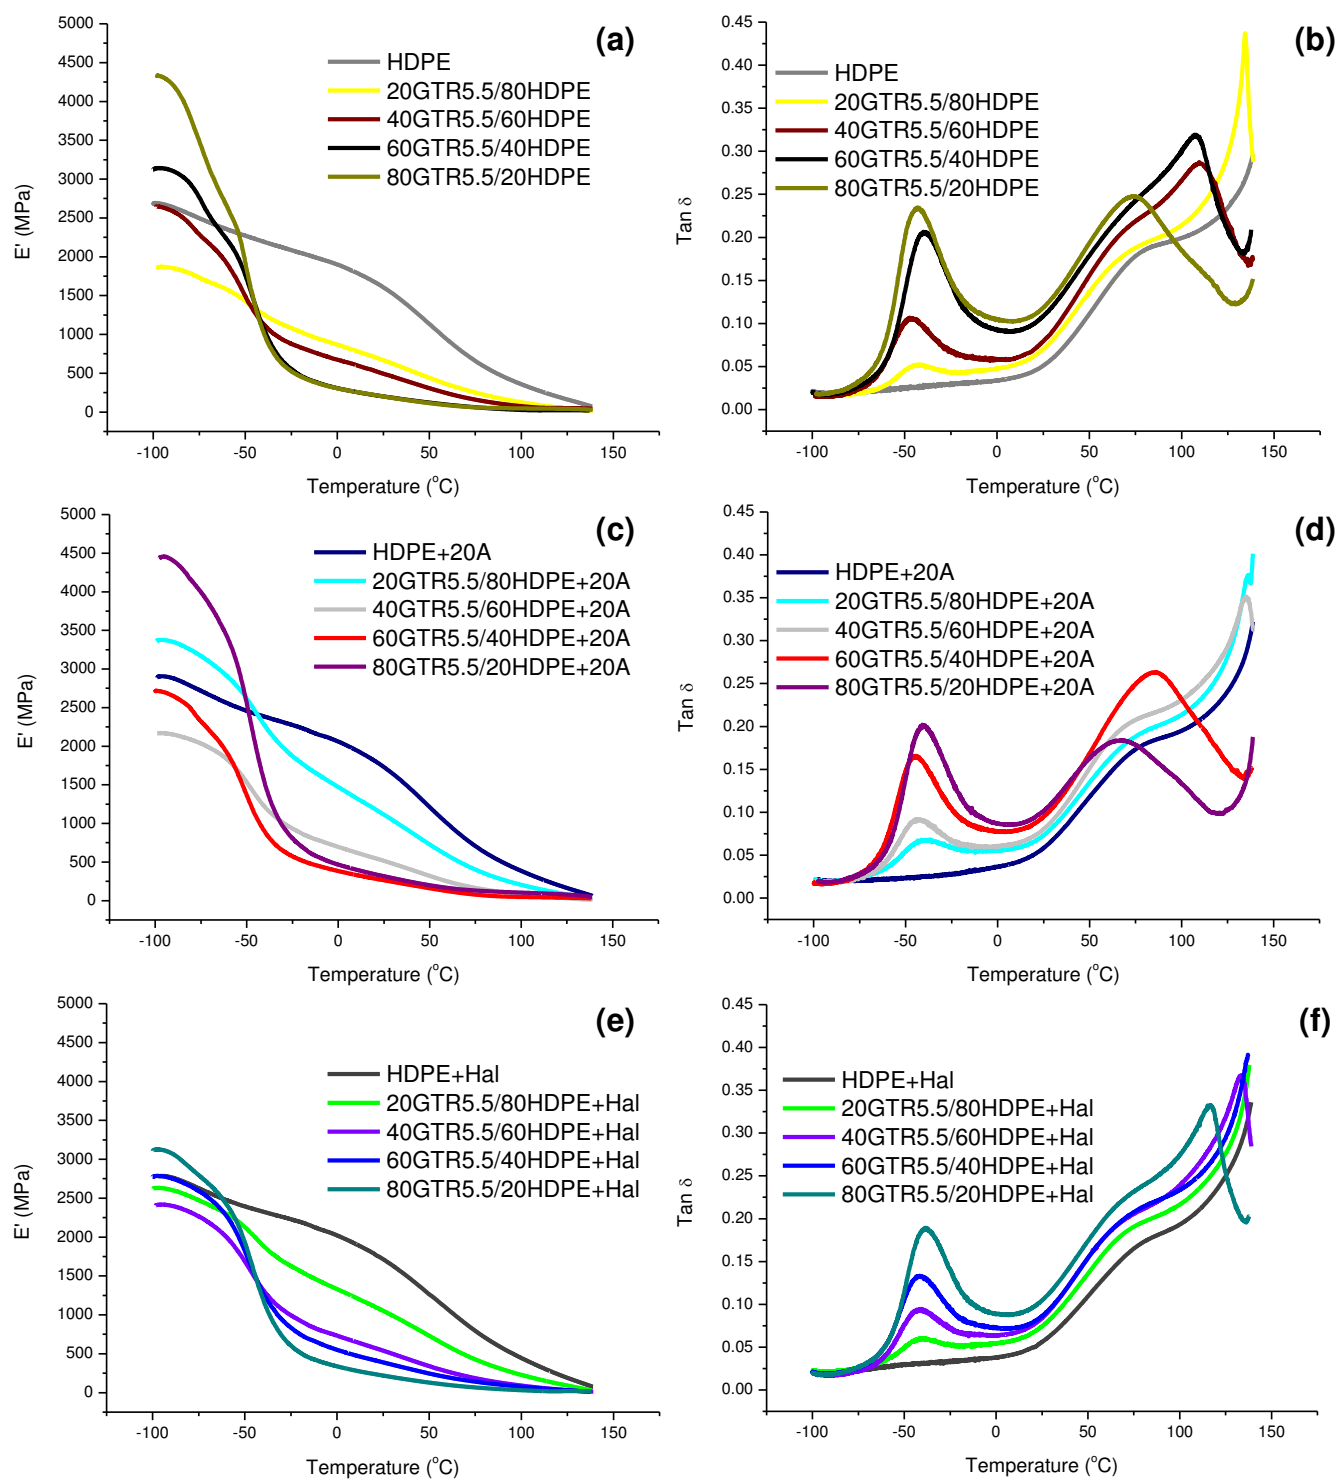 (a)
E' (MPa)
5000
4500
4000
3500
3000
2500
2000
1500
1000
500
0
HDPE
20GTR5.5/80HDPE
40GTR5.5/60HDPE
60GTR5.5/40HDPE
80GTR5.5/20HDPE
-100 -50 0 50 100 150
Temperature (°C)
(b)
Tan δ
0.45
0.40
0.35
0.30
0.25
0.20
0.15
0.10
0.05
0.00
HDPE
20GTR5.5/80HDPE
40GTR5.5/60HDPE
60GTR5.5/40HDPE
80GTR5.5/20HDPE
-100 -50 0 50 100 150
Temperature (°C)
(c)
E' (MPa)
5000
4500
4000
3500
3000
2500
2000
1500
1000
500
0
HDPE+20A
20GTR5.5/80HDPE+20A
40GTR5.5/60HDPE+20A
60GTR5.5/40HDPE+20A
80GTR5.5/20HDPE+20A
-100 -50 0 50 100 150
Temperature (°C)
(d)
Tan δ
0.45
0.40
0.35
0.30
0.25
0.20
0.15
0.10
0.05
0.00
HDPE+20A
20GTR5.5/80HDPE+20A
40GTR5.5/60HDPE+20A
60GTR5.5/40HDPE+20A
80GTR5.5/20HDPE+20A
-100 -50 0 50 100 150
Temperature (°C)
(e)
E' (MPa)
5000
4500
4000
3500
3000
2500
2000
1500
1000
500
0
HDPE+Hal
20GTR5.5/80HDPE+Hal
40GTR5.5/60HDPE+Hal
60GTR5.5/40HDPE+Hal
80GTR5.5/20HDPE+Hal
-100 -50 0 50 100 150
Temperature (°C)
(f)
Tan δ
0.45
0.40
0.35
0.30
0.25
0.20
0.15
0.10
0.05
0.00
HDPE+Hal
20GTR5.5/80HDPE+Hal
40GTR5.5/60HDPE+Hal
60GTR5.5/40HDPE+Hal
80GTR5.5/20HDPE+Hal
-100 -50 0 50 100 150
Temperature (°C)